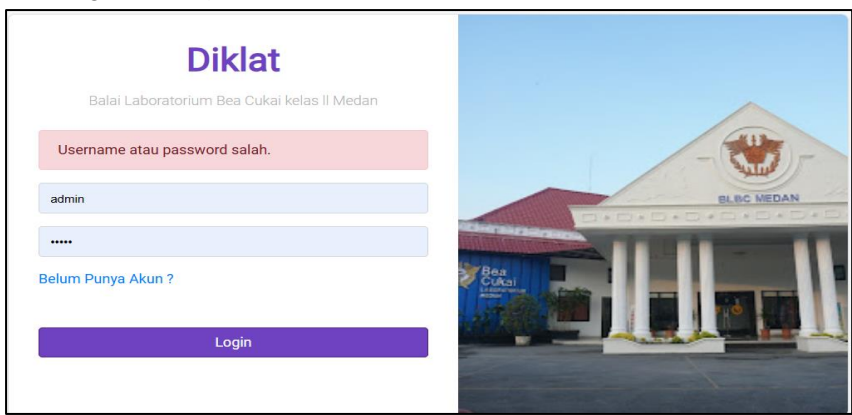 Diklat
Balai Laboratorium Bea Cukai kelas II Medan
Username atau password salah.
admin
•••••
Belum Punya Akun ?
Login
BLBC MEDAN
Bea
Cukai